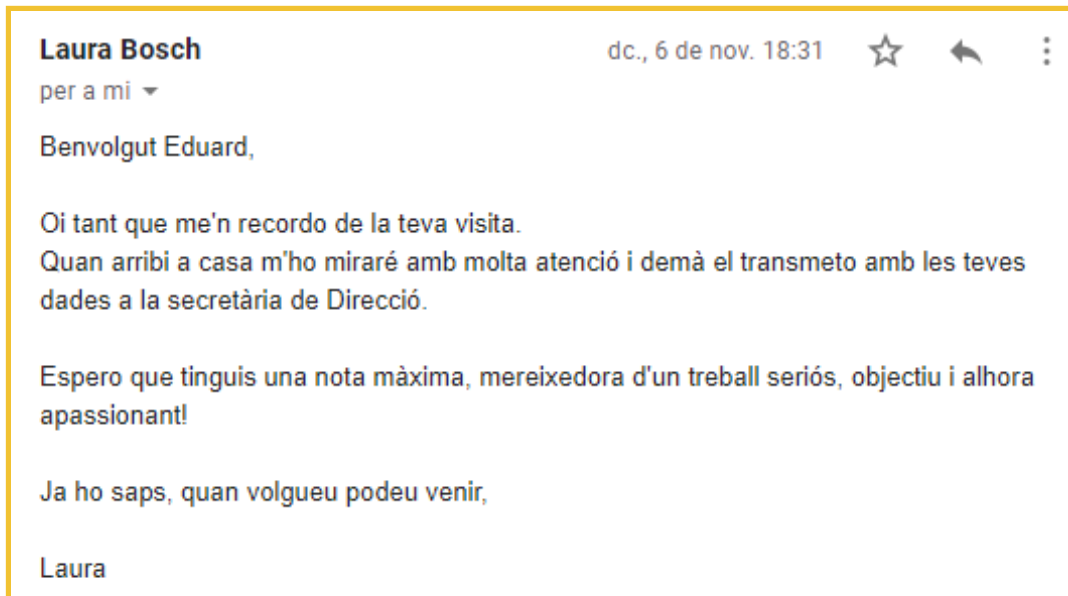 Laura Bosch
dc., 6 de nov. 18:31
per a mi
Benvolgut Eduard,
Oi tant que me'n recordo de la teva visita.
Quan arribi a casa m'ho miraré amb molta atenció i demà el transmeto amb les teves
dades a la secretària de Direcció.
Espero que tinguis una nota màxima, mereixedora d'un treball seriós, objectiu i alhora
apassionant!
Ja ho saps, quan volgueu podeu venir,
Laura